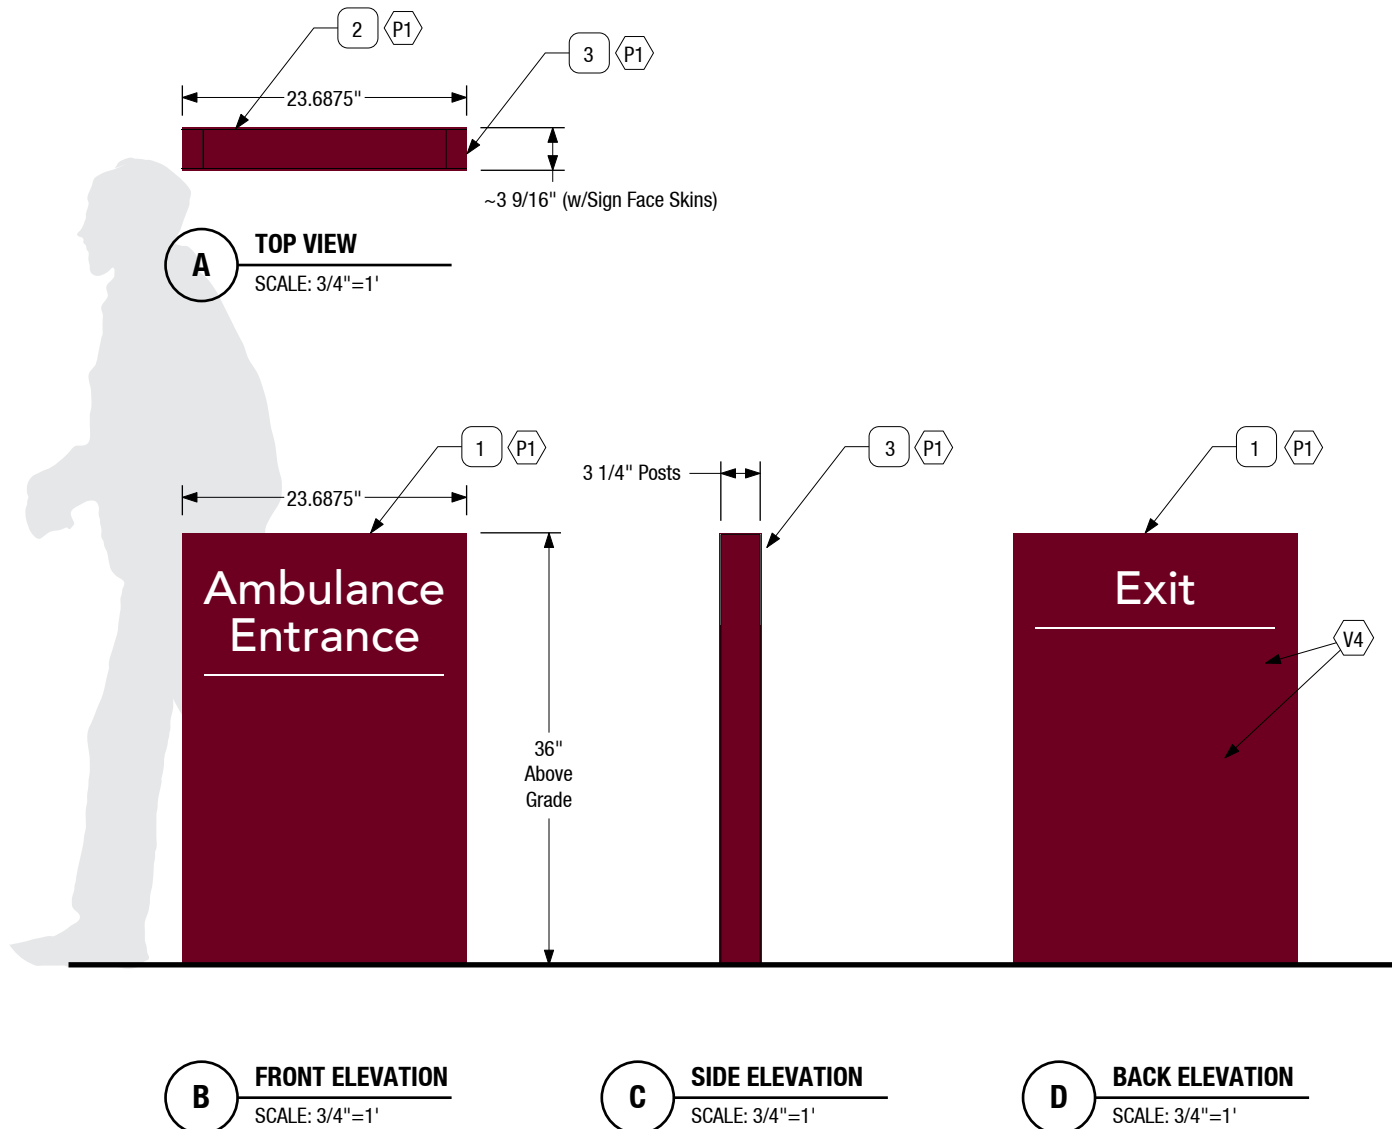 2 P1
3 P1
23.6875"
~3 9/16" (w/Sign Face Skins)
A
TOP VIEW
SCALE: 3/4"=1'
1 P1
23.6875"
3 1/4" Posts
3 P1
1 P1
Ambulance
Entrance
Exit
V4
36"
Above
Grade
B
FRONT ELEVATION
SCALE: 3/4"=1'
C
SIDE ELEVATION
SCALE: 3/4"=1'
D
BACK ELEVATION
SCALE: 3/4"=1'